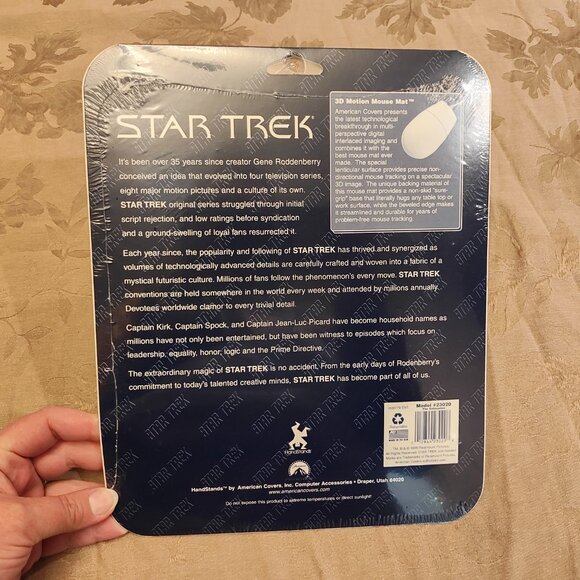 STAR TREK®
It's been over 35 years since creator Gene Roddenberry
conceived an idea that evolved into four television series,
eight major motion pictures and a culture of its own.
STAR TREK original series struggled through initial
script rejection, and low ratings before syndication
and a ground-swelling of loyal fans resurrected it.
3D Motion Mouse Mat™
American Covers presents
the latest technological
breakthrough in multi-
perspective digital
interlaced imaging and
combines it with the
best mouse mat ever
made. The special
lenticular surface provides precise non-
directional mouse tracking on a spectacular
3D image. The unique backing material of
this mouse mat provides a non-skid "sure-
grip" base that literally hugs any table top or
work surface, while the beveled edge makes
it streamlined and durable for years of
problem-free mouse tracking.
Each year since, the popularity and following of STAR TREK has thrived and synergized as
volumes of technologically advanced details are carefully crafted and woven into a fabric of a
mystical futuristic culture. Millions of fans follow the phenomenon's every move. STAR TREK
conventions are held somewhere in the world every week and attended by millions annually.
Devotees worldwide clamor to every trivial detail.
Captain Kirk, Captain Spock, and Captain Jean-Luc Picard have become household names as
millions have not only been entertained, but have been witness to episodes which focus on
leadership, equality, honor, logic and the Prime Directive.
The extraordinary magic of STAR TREK is no accident. From the early days of Rodenberry's
commitment to today's talented creative minds, STAR TREK has become part of all of us.
Model #23020
HandStands
PARAMOUNT
HandStands™ by American Covers, Inc. Computer Accessories • Draper, Utah 84020
www.americancovers.com
Do not expose this product to extreme temperatures or direct sunlight!